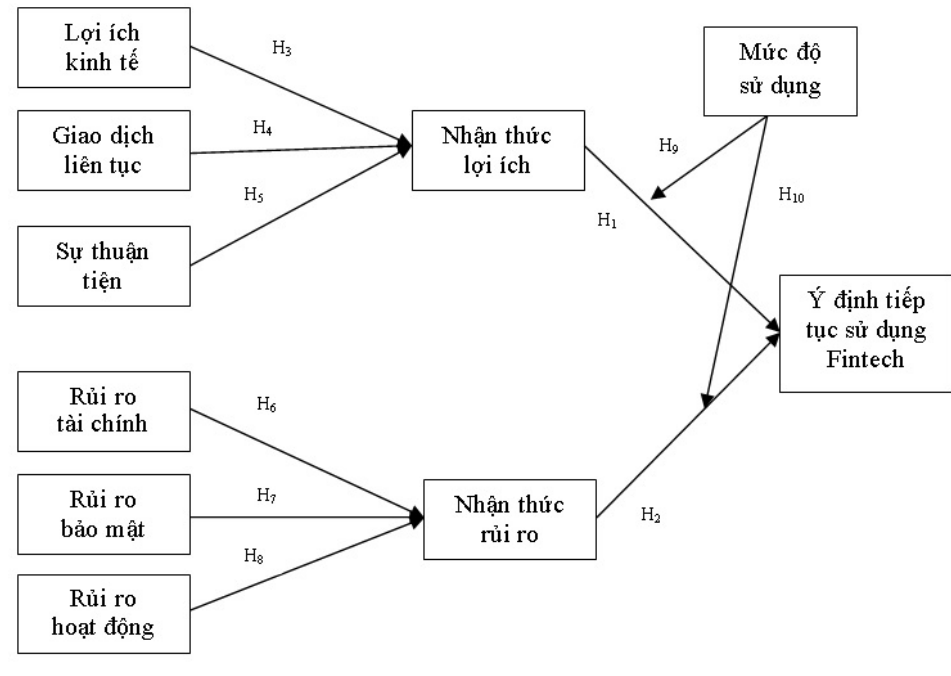 Lợi ích
kinh tế
H3
Mức độ
sử dụng
Giao dịch
liên tục
H4
Nhận thức
lợi ích
H9
H5
H10
H1
Sự thuận
tiện
Ý định tiếp
tục sử dụng
Fintech
Rủi ro
tài chính
H6
Rủi ro
bảo mật
H7
Nhận thức
rủi ro
H2
H8
Rủi ro
hoạt động